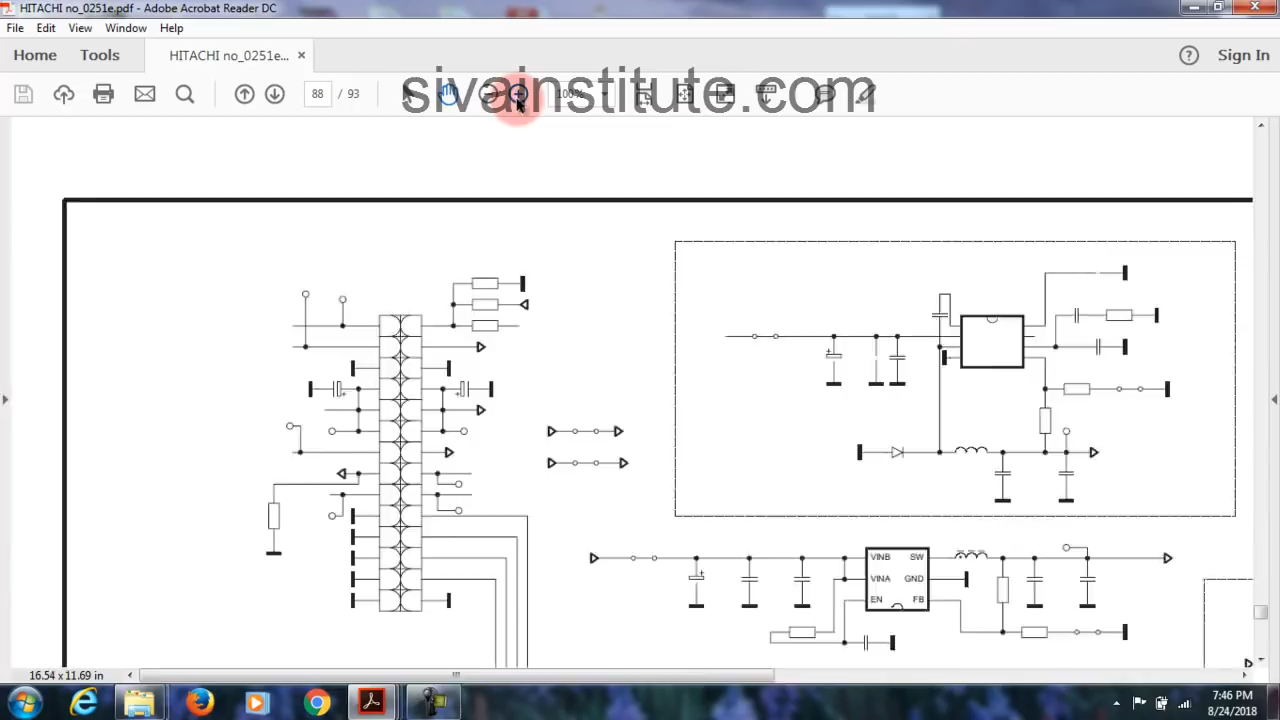 HITACHI no_0251e.pdf - Adobe Acrobat Reader DC
File Edit View Window Help
Home Tools HITACHI no_0251e... × Sign In
sivainstitute.com
88 / 93 100%
VINB SW
VINA GND
EN FB
16.54 x 11.69 in
7:46 PM
8/24/2018